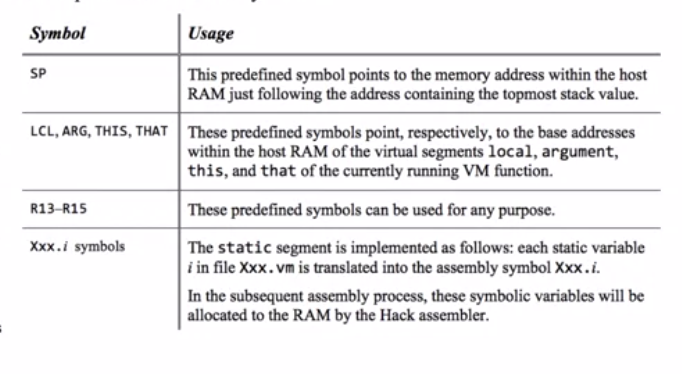 Symbol Usage
SP This predefined symbol points to the memory address within the host
RAM just following the address containing the topmost stack value.
LCL, ARG, THIS, THAT These predefined symbols point, respectively, to the base addresses
within the host RAM of the virtual segments local, argument,
this, and that of the currently running VM function.
R13–R15 These predefined symbols can be used for any purpose.
Xxx.i symbols The static segment is implemented as follows: each static variable
i in file Xxx.vm is translated into the assembly symbol Xxx.i.
In the subsequent assembly process, these symbolic variables will be
allocated to the RAM by the Hack assembler.